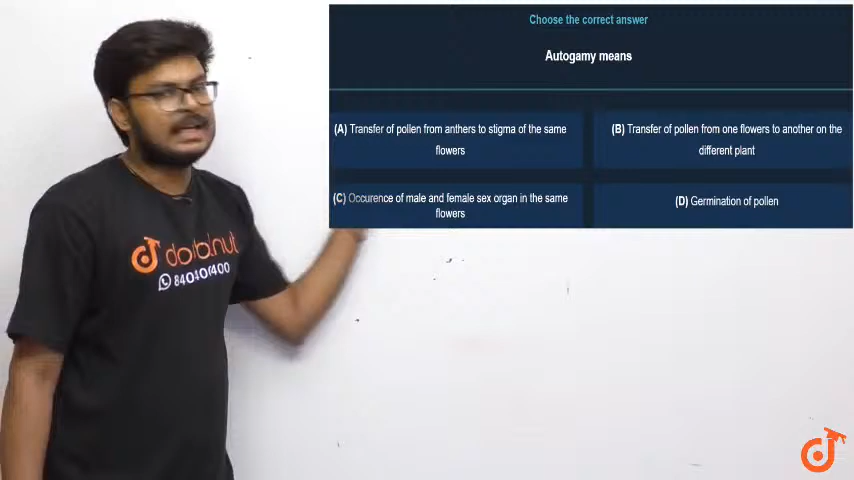 Choose the correct answer
Autogamy means
(A) Transfer of pollen from anthers to stigma of the same
flowers
(B) Transfer of pollen from one flowers to another on the
different plant
(C) Occurence of male and female sex organ in the same
flowers
(D) Germination of pollen
doubtnut
8404040400